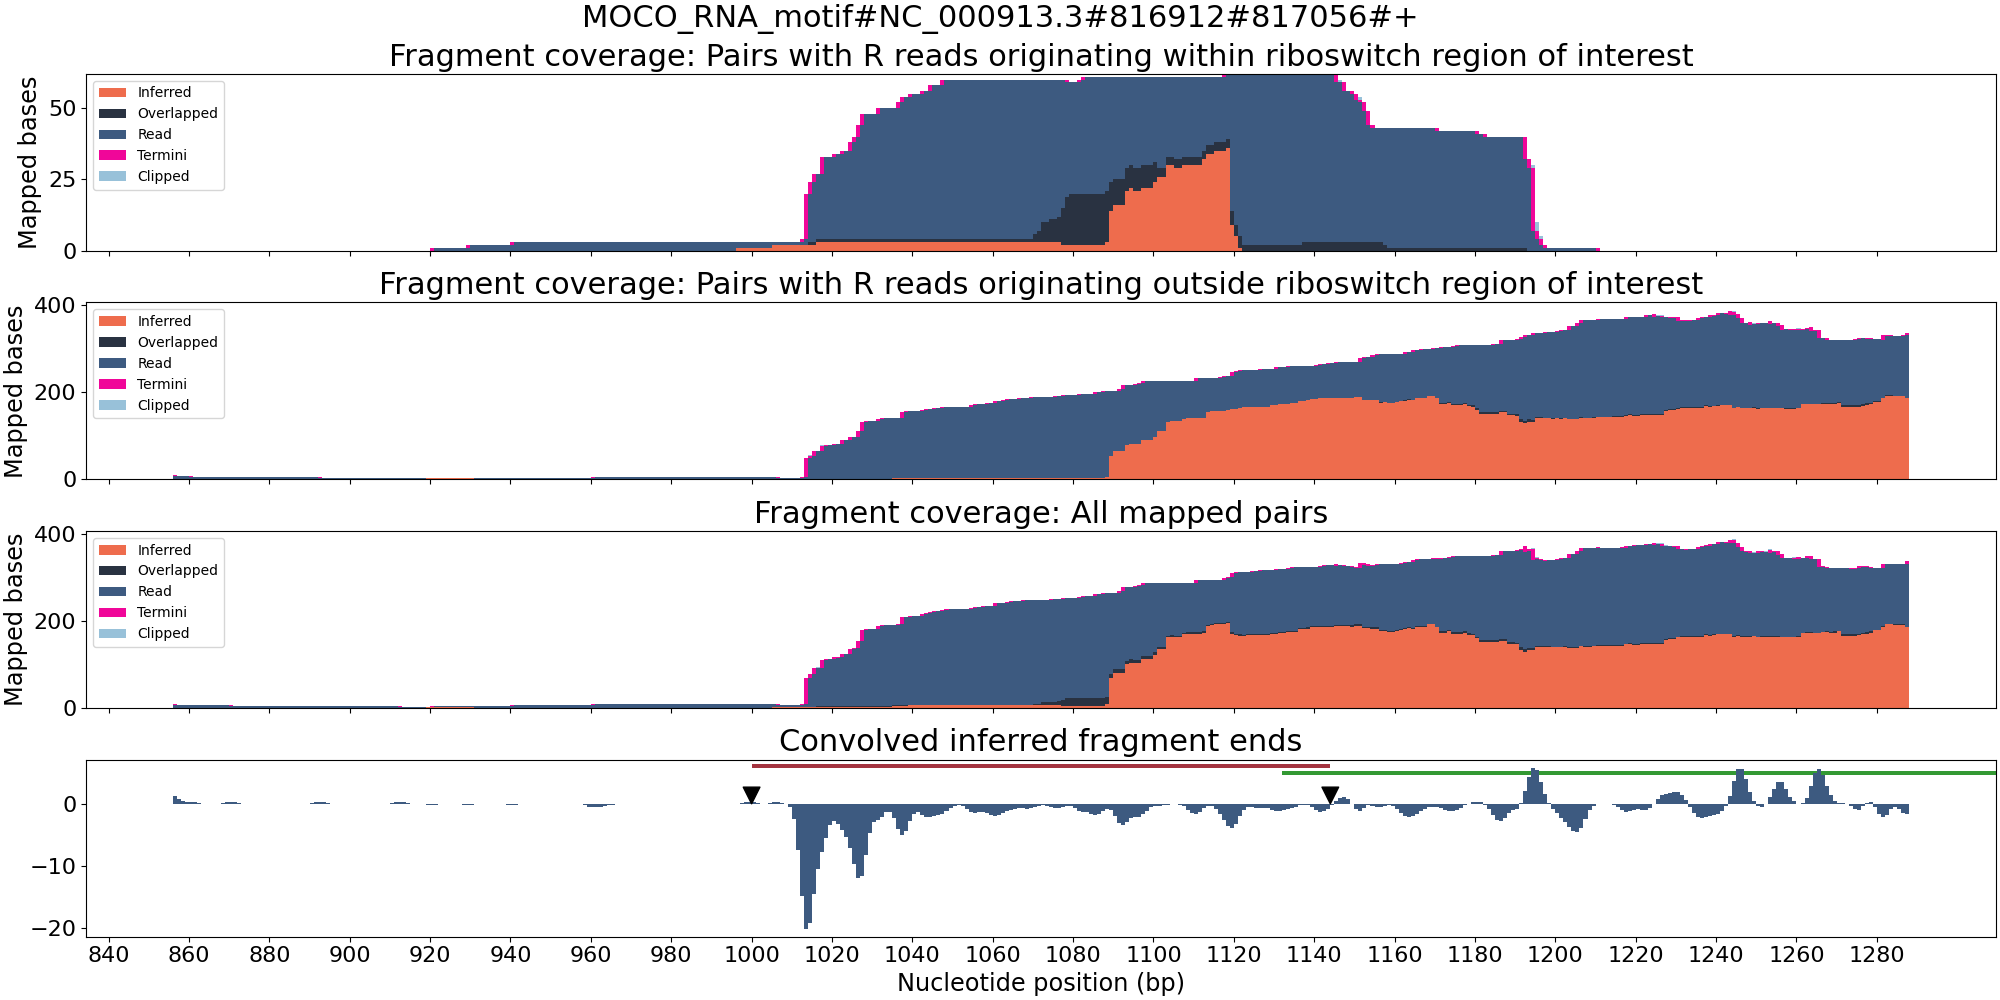 MOCO_RNA_motif#NC_000913.3#816912#817056#+
Fragment coverage: Pairs with R reads originating within riboswitch region of interest
Mapped bases
50
25
0
Inferred
Overlapped
Read
Termini
Clipped
Fragment coverage: Pairs with R reads originating outside riboswitch region of interest
Mapped bases
400
200
0
Inferred
Overlapped
Read
Termini
Clipped
Fragment coverage: All mapped pairs
Mapped bases
400
200
0
Inferred
Overlapped
Read
Termini
Clipped
Convolved inferred fragment ends
0
−10
−20
840 860 880 900 920 940 960 980 1000 1020 1040 1060 1080 1100 1120 1140 1160 1180 1200 1220 1240 1260 1280
Nucleotide position (bp)